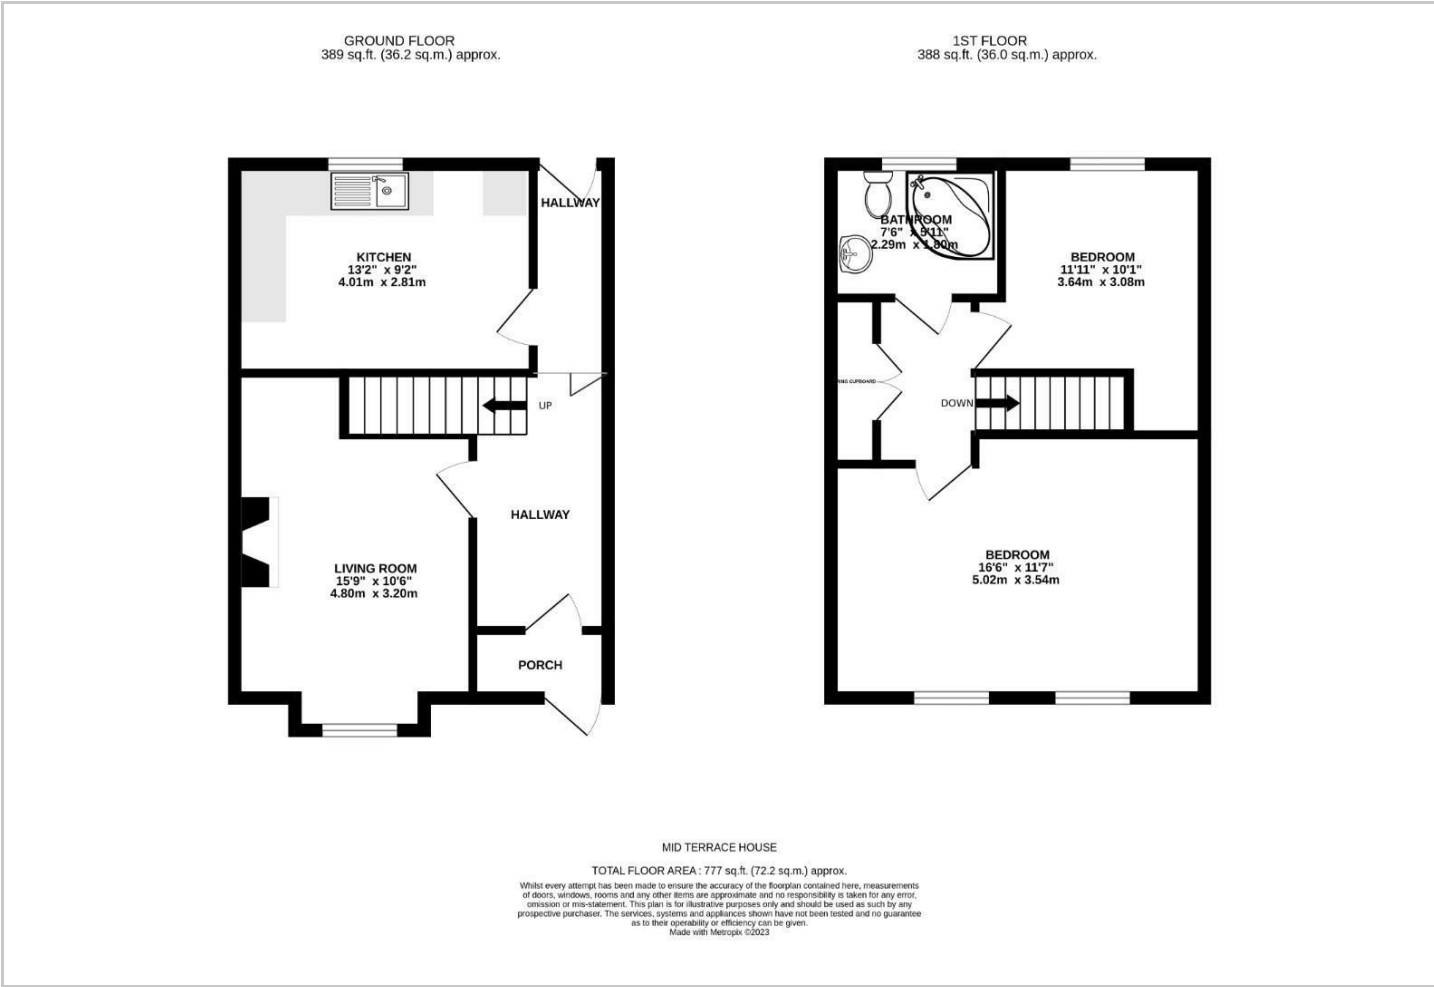 GROUND FLOOR
389 sq.ft. (36.2 sq.m.) approx.
1ST FLOOR
388 sq.ft. (36.0 sq.m.) approx.
HALLWAY
KITCHEN
13'2" x 9'2"
4.01m x 2.81m
UP
HALLWAY
LIVING ROOM
15'9" x 10'6"
4.80m x 3.20m
PORCH
BATHROOM
7'6" x 5'11"
2.29m x 1.80m
BEDROOM
11'11" x 10'1"
3.64m x 3.08m
CUPBOARD
DOWN
BEDROOM
16'6" x 11'7"
5.02m x 3.54m
MID TERRACE HOUSE
TOTAL FLOOR AREA : 777 sq.ft. (72.2 sq.m.) approx.
Whilst every attempt has been made to ensure the accuracy of the floorplan contained here, measurements
of doors, windows, rooms and any other items are approximate and no responsibility is taken for any error,
omission or mis-statement. This plan is for illustrative purposes only and should be used as such by any
prospective purchaser. The services, systems and appliances shown have not been tested and no guarantee
as to their operability or efficiency can be given.
Made with Metropix ©2023